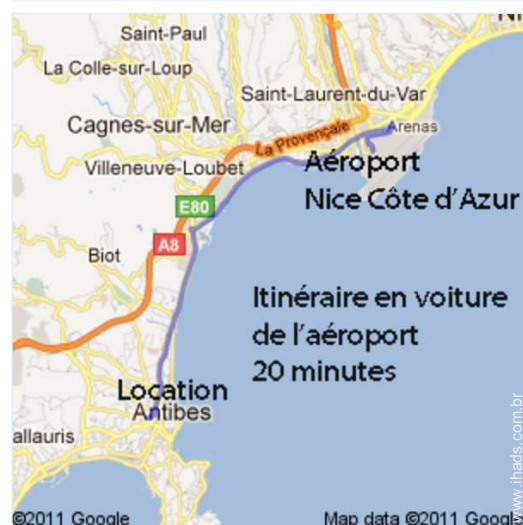 Saint-Paul
La Colle-sur-Loup
Saint-Laurent-du-Var
Cagnes-sur-Mer
La Provençale
Arenas
Villeneuve-Loubet
Aéroport
Nice Côte d'Azur
E80
A8
Biot
Itinéraire en voiture
de l'aéroport
20 minutes
Location
Antibes
allauris
www.ihads.com.br
©2011 Google
Map data ©2011 Google